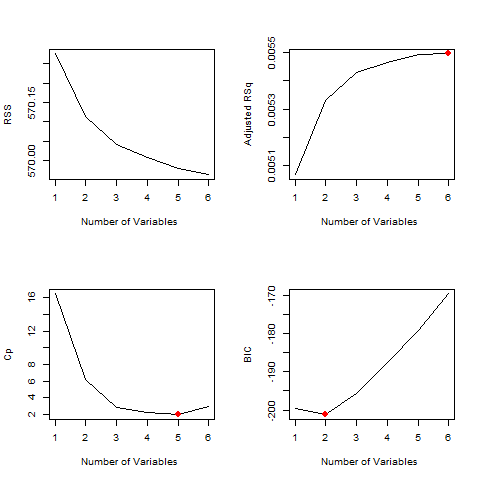 RSS
570.00 570.15
1 2 3 4 5 6
Number of Variables
Adjusted RSq
0.0051 0.0053 0.0055
1 2 3 4 5 6
Number of Variables
Cp
2 4 6 8 12 16
1 2 3 4 5 6
Number of Variables
BIC
-200 -190 -180 -170
1 2 3 4 5 6
Number of Variables